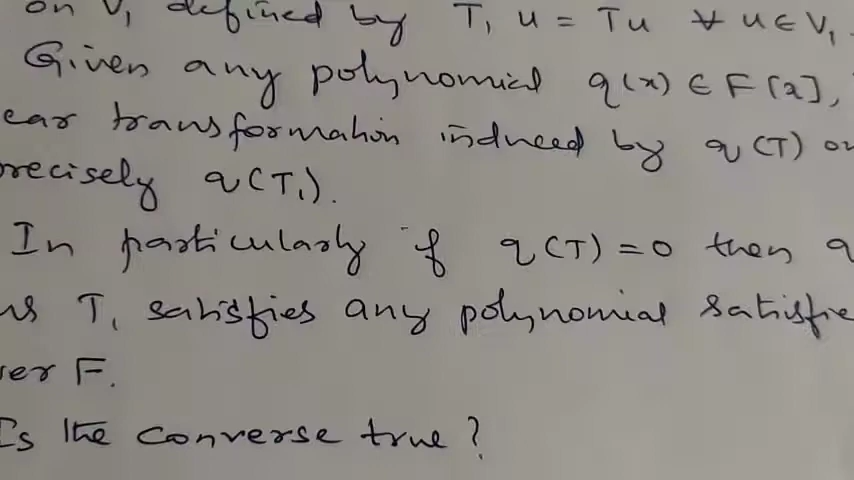 on V₁ defined by T₁ u = Tu ∀ u ∈ V₁.
Given any polynomial q(x) ∈ F[x],
ear transformation induced by q(T) on
recisely q(T₁).
In particularly if q(T) = 0 then q
us T₁ satisfies any polynomial satisfie
er F.
Is the converse true?